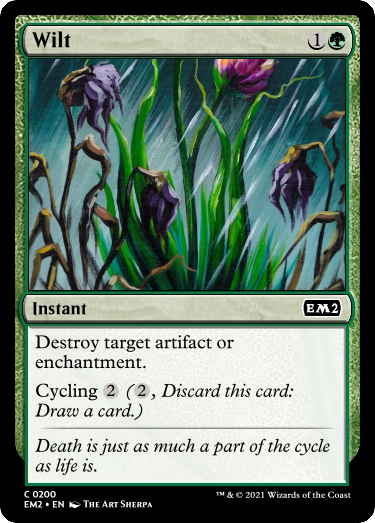 Wilt 1
Instant EM2
Destroy target artifact or
enchantment.
Cycling 2 (2, Discard this card:
Draw a card.)
Death is just as much a part of the cycle
as life is.
C 0200
EM2 • EN THE ART SHERPA ™ & © 2021 Wizards of the Coast